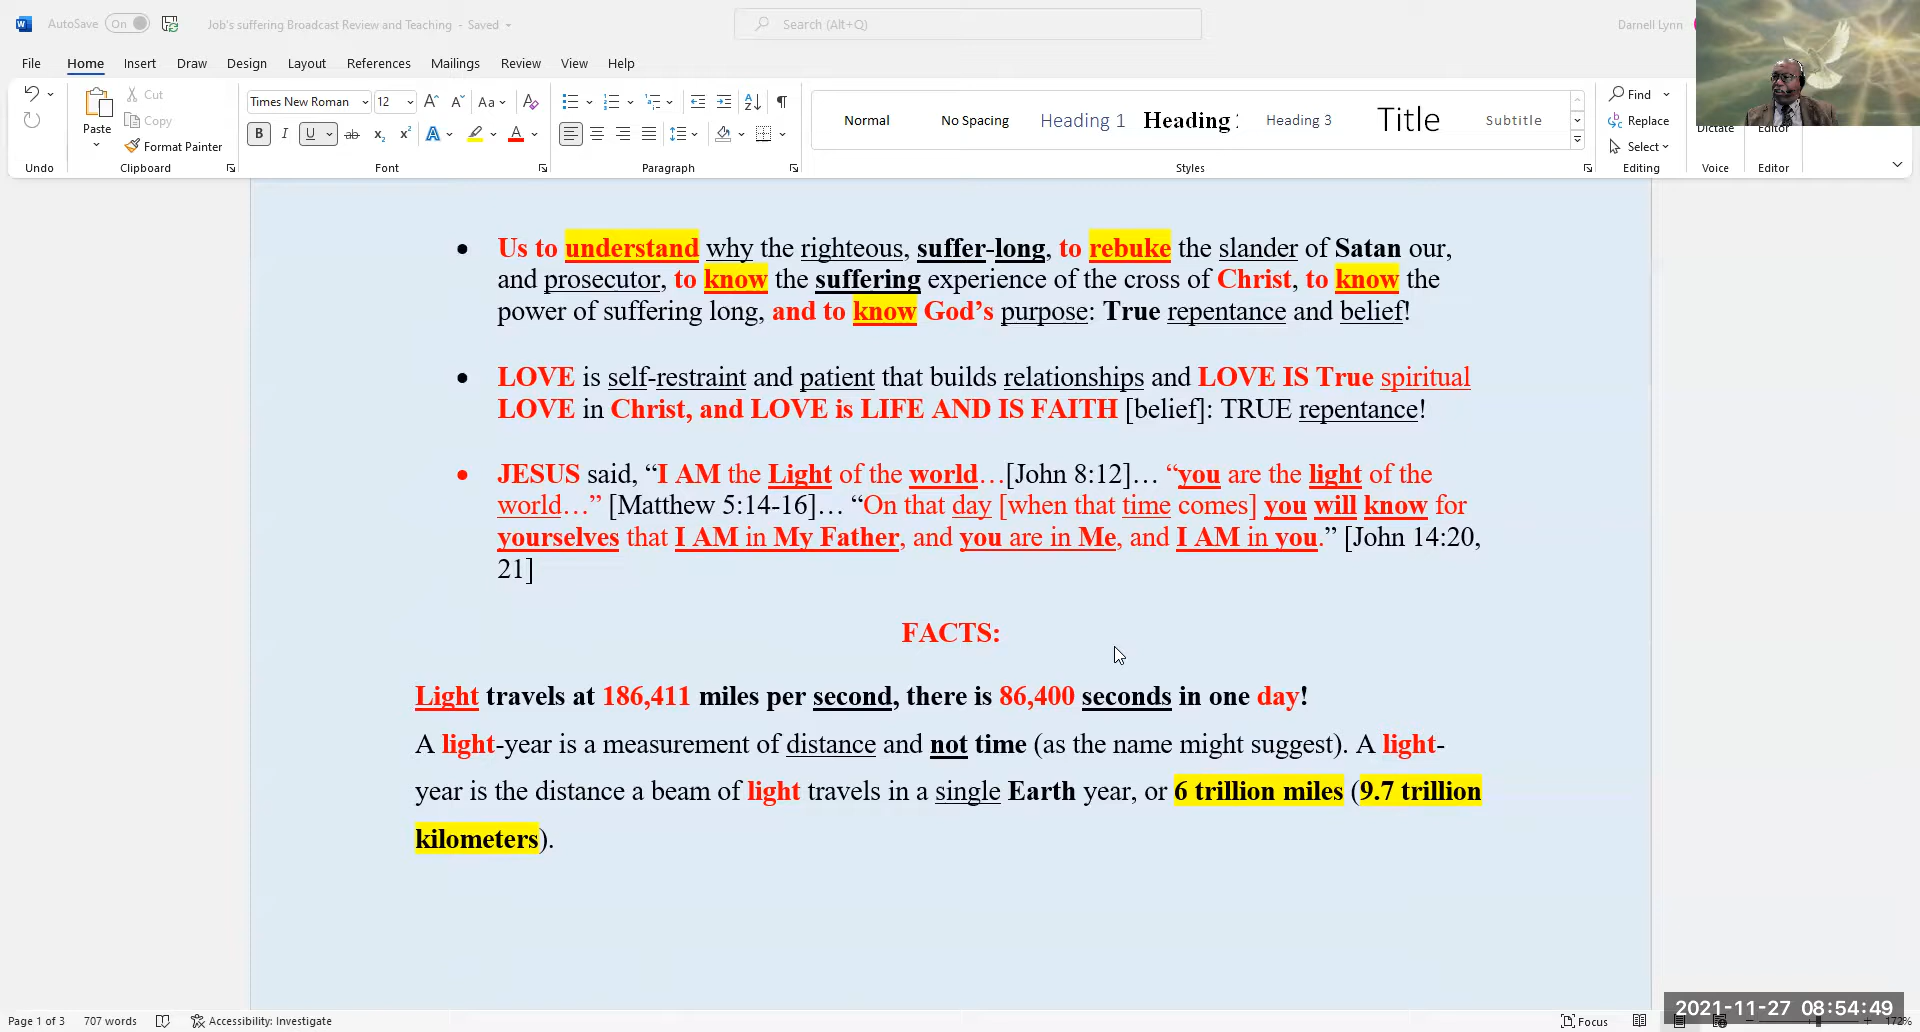 AutoSave On Job's suffering Broadcast Review and Teaching - Saved Search (Alt+Q) Darnell Lynn
File Home Insert Draw Design Layout References Mailings Review View Help
Times New Roman 12 Aa Find
Cut
Copy
Format Painter
Paste
B I U ab x₂ x² A A
Normal No Spacing Heading 1 Heading 2 Heading 3 Title Subtitle
Replace
Select
Dictate Editor
Undo Clipboard Font Paragraph Styles Editing Voice Editor
• Us to understand why the righteous, suffer-long, to rebuke the slander of Satan our,
and prosecutor, to know the suffering experience of the cross of Christ, to know the
power of suffering long, and to know God’s purpose: True repentance and belief!
• LOVE is self-restraint and patient that builds relationships and LOVE IS True spiritual
LOVE in Christ, and LOVE is LIFE AND IS FAITH [belief]: TRUE repentance!
• JESUS said, “I AM the Light of the world…[John 8:12]… “you are the light of the
world…” [Matthew 5:14-16]… “On that day [when that time comes] you will know for
yourselves that I AM in My Father, and you are in Me, and I AM in you.” [John 14:20,
21]
FACTS:
Light travels at 186,411 miles per second, there is 86,400 seconds in one day!
A light-year is a measurement of distance and not time (as the name might suggest). A light-
year is the distance a beam of light travels in a single Earth year, or 6 trillion miles (9.7 trillion
kilometers).
2021-11-27 08:54:49
Page 1 of 3 707 words Accessibility: Investigate Focus 172%